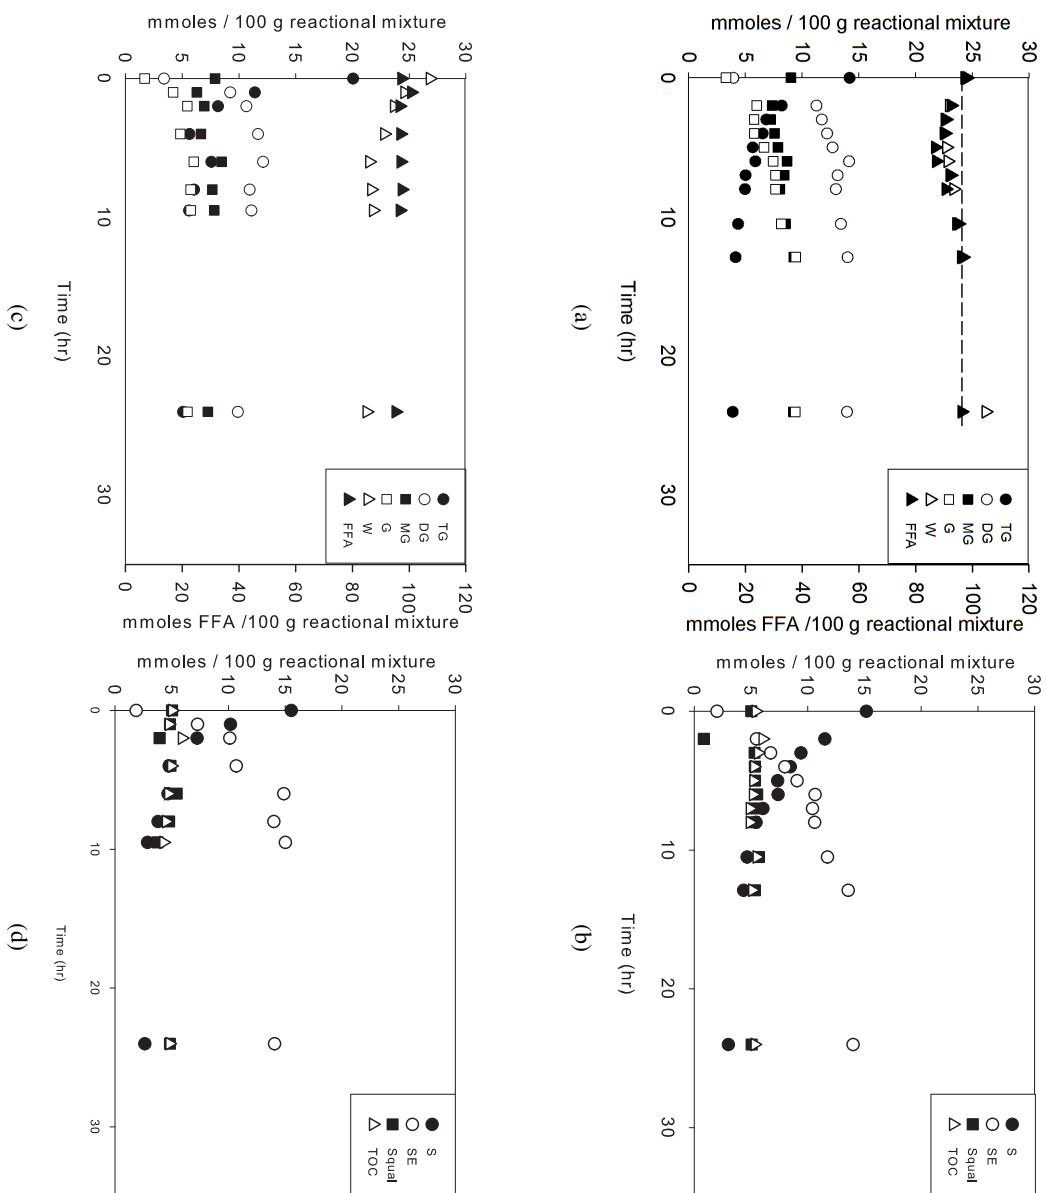 mmoles / 100 g reactional mixture
0 5 10 15 20 25 30
0
10
20
30
Time (hr)
TG
DG
MG
G
W
FFA
0 20 40 60 80 100 120
mmoles FFA /100 g reactional mixture
(a)
mmoles / 100 g reactional mixture
0 5 10 15 20 25 30
0
10
20
30
Time (hr)
S
SE
Squal
TOC
(b)
mmoles / 100 g reactional mixture
0 5 10 15 20 25 30
0
10
20
30
Time (hr)
TG
DG
MG
G
W
FFA
0 20 40 60 80 100 120
mmoles FFA /100 g reactional mixture
(c)
mmoles / 100 g reactional mixture
0 5 10 15 20 25 30
0
10
20
30
Time (hr)
S
SE
Squal
TOC
(d)